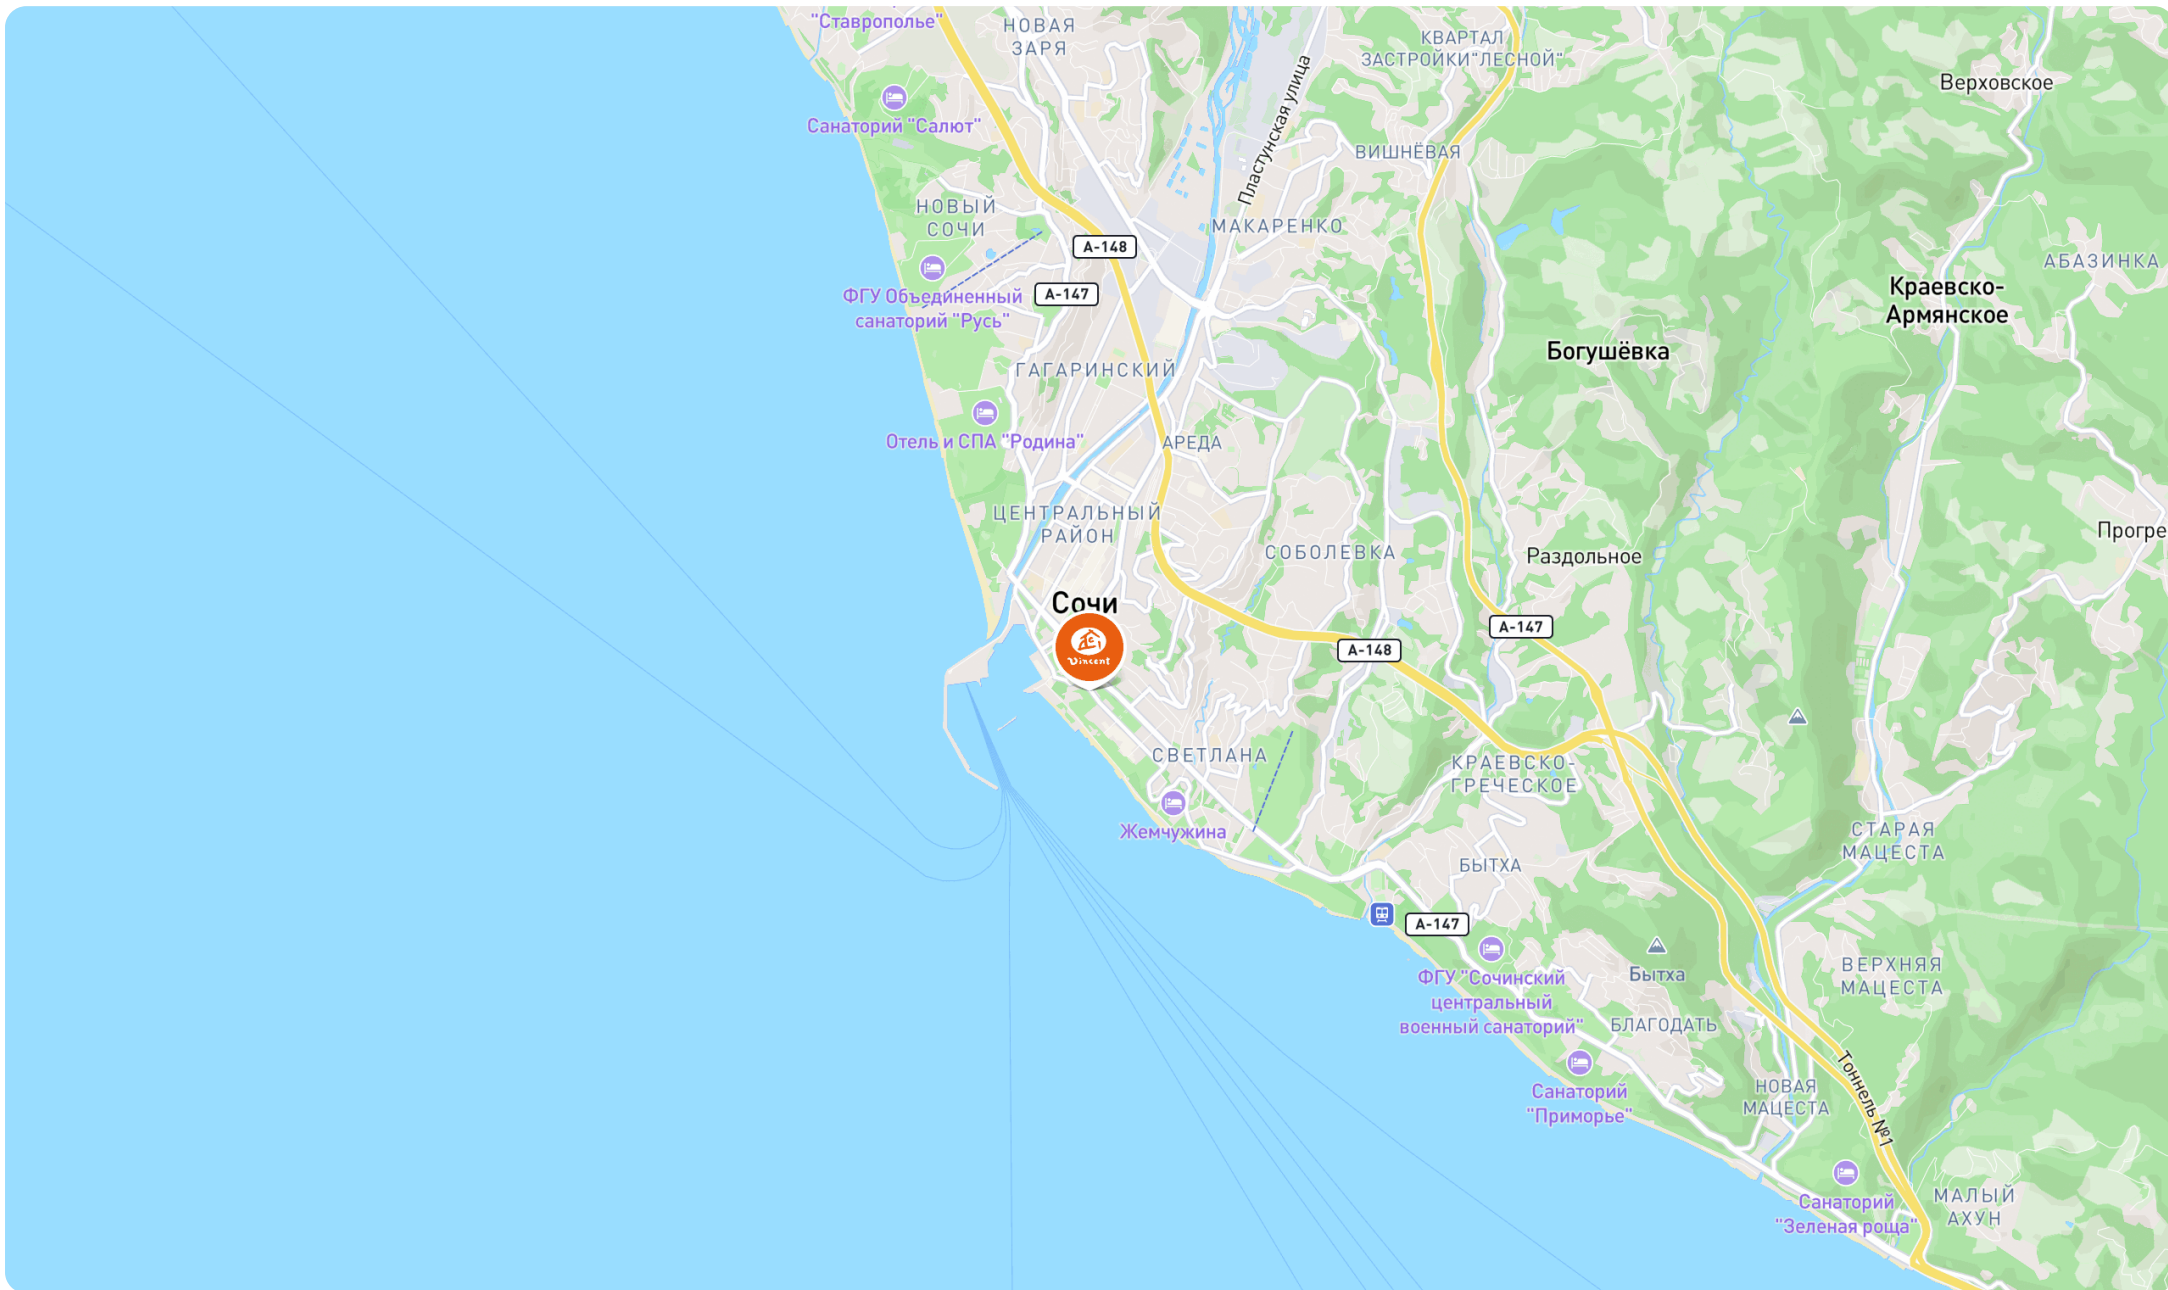 "Ставрополье"
НОВАЯ
ЗАРЯ
КВАРТАЛ
ЗАСТРОЙКИ"ЛЕСНОЙ"
Верховское
Санаторий "Салют"
Пластунская улица
ВИШНЁВАЯ
НОВЫЙ
СОЧИ
МАКАРЕНКО
А-148
АБАЗИНКА
ФГУ Объединенный
санаторий "Русь"
А-147
Краевско-
Армянское
Богушёвка
ГАГАРИНСКИЙ
Отель и СПА "Родина"
АРЕДА
ЦЕНТРАЛЬНЫЙ
РАЙОН
СОБОЛЕВКА
Раздольное
Прогре
Сочи
Vincent
А-147
А-148
СВЕТЛАНА
КРАЕВСКО-
ГРЕЧЕСКОЕ
Жемчужина
СТАРАЯ
МАЦЕСТА
БЫТХА
А-147
ФГУ "Сочинский
центральный
военный санаторий"
Бытха
ВЕРХНЯЯ
МАЦЕСТА
БЛАГОДАТЬ
Санаторий
"Приморье"
НОВАЯ
МАЦЕСТА
Тоннель №1
Санаторий
"Зеленая роща"
МАЛЫЙ
АХУН